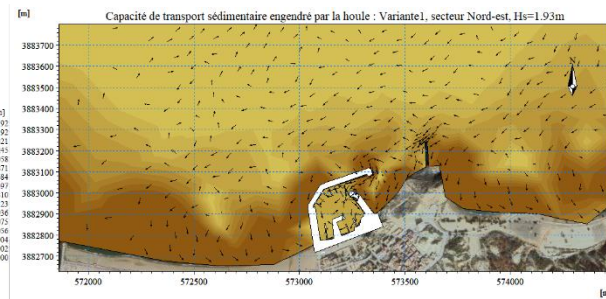 Capacité de transport sédimentaire engendré par la houle : Variante1, secteur Nord-est, Hs=1.93m
[m]
3883700
3883600
3883500
3883400
3883300
3883200
3883100
3883000
3882900
3882800
3882700
572000 572500 573000 573500 574000
N